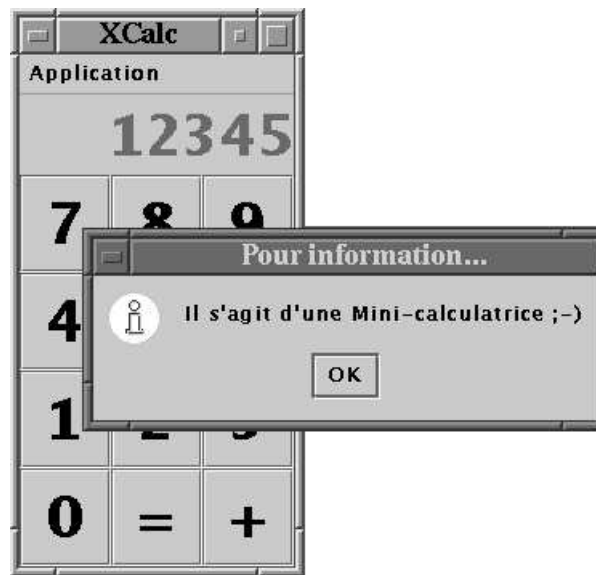 XCalc
Application
12345
7 8 9
Pour information...
4
Il s'agit d'une Mini-calculatrice ;-)
OK
1
0 = +